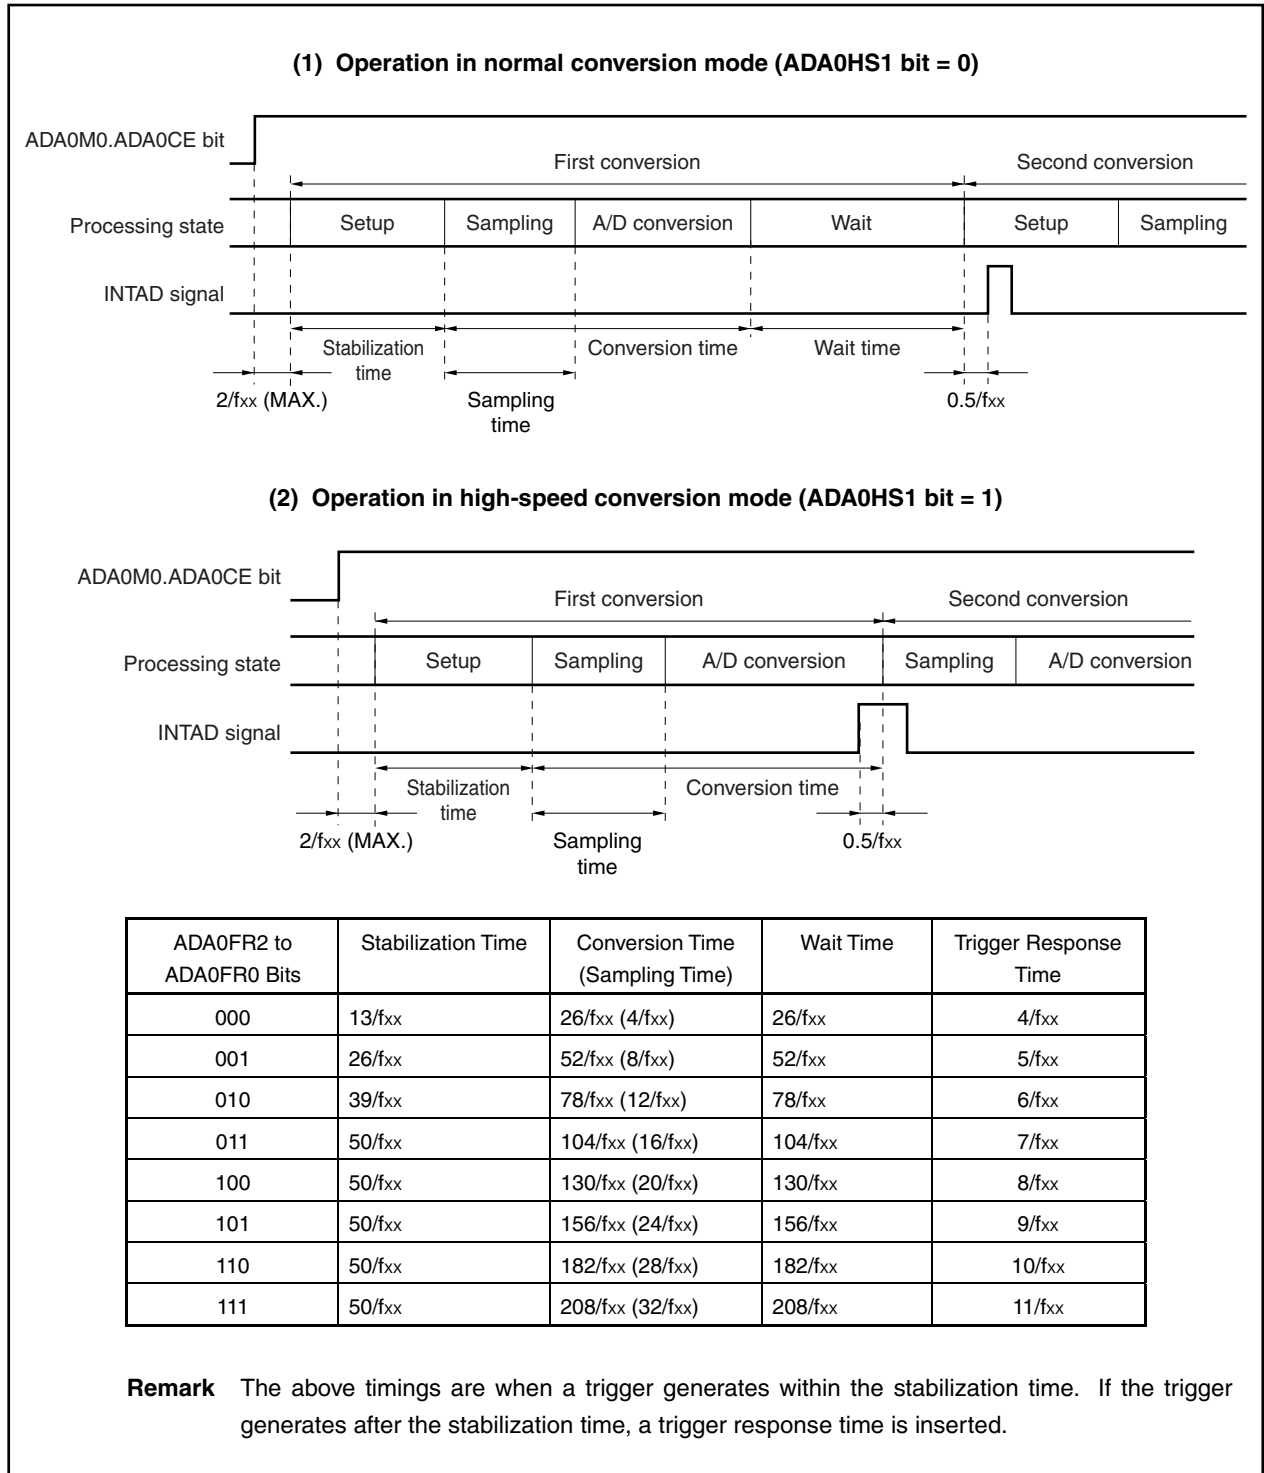 (1) Operation in normal conversion mode (ADA0HS1 bit = 0)
ADA0M0.ADA0CE bit
First conversion
Second conversion
Processing state
Setup
Sampling
A/D conversion
Wait
Setup
Sampling
INTAD signal
Stabilization
time
Conversion time
Wait time
2/fxx (MAX.)
Sampling
time
0.5/fxx
(2) Operation in high-speed conversion mode (ADA0HS1 bit = 1)
ADA0M0.ADA0CE bit
First conversion
Second conversion
Processing state
Setup
Sampling
A/D conversion
Sampling
A/D conversion
INTAD signal
Stabilization
time
Conversion time
2/fxx (MAX.)
Sampling
time
0.5/fxx
ADA0FR2 to
ADA0FR0 Bits
Stabilization Time
Conversion Time
(Sampling Time)
Wait Time
Trigger Response
Time
000 13/fxx 26/fxx (4/fxx) 26/fxx 4/fxx
001 26/fxx 52/fxx (8/fxx) 52/fxx 5/fxx
010 39/fxx 78/fxx (12/fxx) 78/fxx 6/fxx
011 50/fxx 104/fxx (16/fxx) 104/fxx 7/fxx
100 50/fxx 130/fxx (20/fxx) 130/fxx 8/fxx
101 50/fxx 156/fxx (24/fxx) 156/fxx 9/fxx
110 50/fxx 182/fxx (28/fxx) 182/fxx 10/fxx
111 50/fxx 208/fxx (32/fxx) 208/fxx 11/fxx
Remark The above timings are when a trigger generates within the stabilization time. If the trigger
generates after the stabilization time, a trigger response time is inserted.